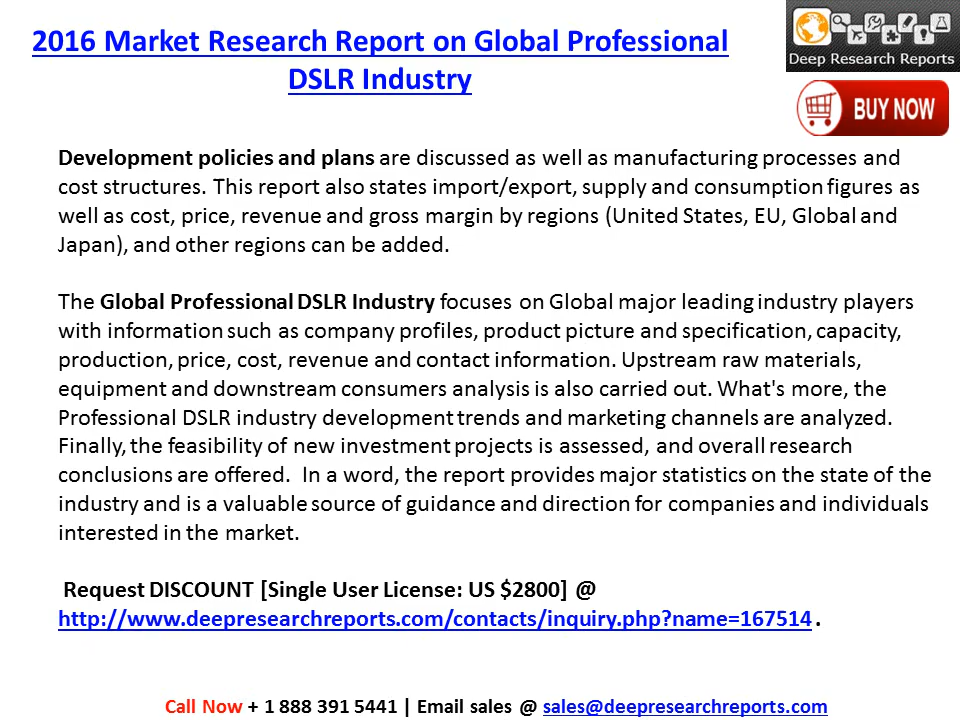 2016 Market Research Report on Global Professional
DSLR Industry
Deep Research Reports
BUY NOW
Development policies and plans are discussed as well as manufacturing processes and
cost structures. This report also states import/export, supply and consumption figures as
well as cost, price, revenue and gross margin by regions (United States, EU, Global and
Japan), and other regions can be added.
The Global Professional DSLR Industry focuses on Global major leading industry players
with information such as company profiles, product picture and specification, capacity,
production, price, cost, revenue and contact information. Upstream raw materials,
equipment and downstream consumers analysis is also carried out. What's more, the
Professional DSLR industry development trends and marketing channels are analyzed.
Finally, the feasibility of new investment projects is assessed, and overall research
conclusions are offered. In a word, the report provides major statistics on the state of the
industry and is a valuable source of guidance and direction for companies and individuals
interested in the market.
Request DISCOUNT [Single User License: US $2800] @
http://www.deepresearchreports.com/contacts/inquiry.php?name=167514 .
Call Now + 1 888 391 5441 | Email sales @ sales@deepresearchreports.com